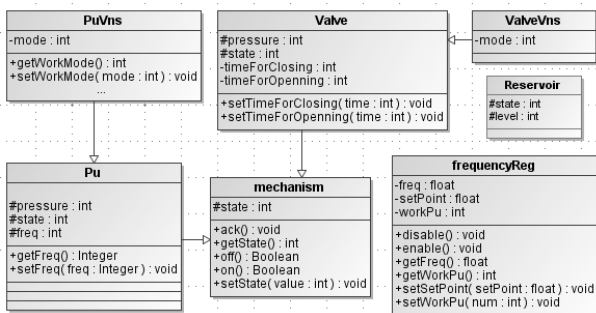 PuVns
-mode : int
+getWorkMode() : int
+setWorkMode( mode : int ) : void
...
Valve
#pressure : int
#state : int
-timeForClosing : int
-timeForOpenning : int
+setTimeForClosing( time : int ) : void
+setTimeForOpenning( time : int ) : void
ValveVns
-mode : int
Reservoir
#state : int
#level : int
Pu
#pressure : int
#state : int
#freq : int
+getFreq() : Integer
+setFreq( freq : Integer ) : void
mechanism
#state : int
+ack() : void
+getState() : int
+off() : Boolean
+on() : Boolean
+setState( value : int ) : void
frequencyReg
-freq : float
-setPoint : float
-workPu : int
+disable() : void
+enable() : void
+getFreq() : float
+getWorkPu() : int
+setSetPoint( setPoint : float ) : void
+setWorkPu( num : int ) : void